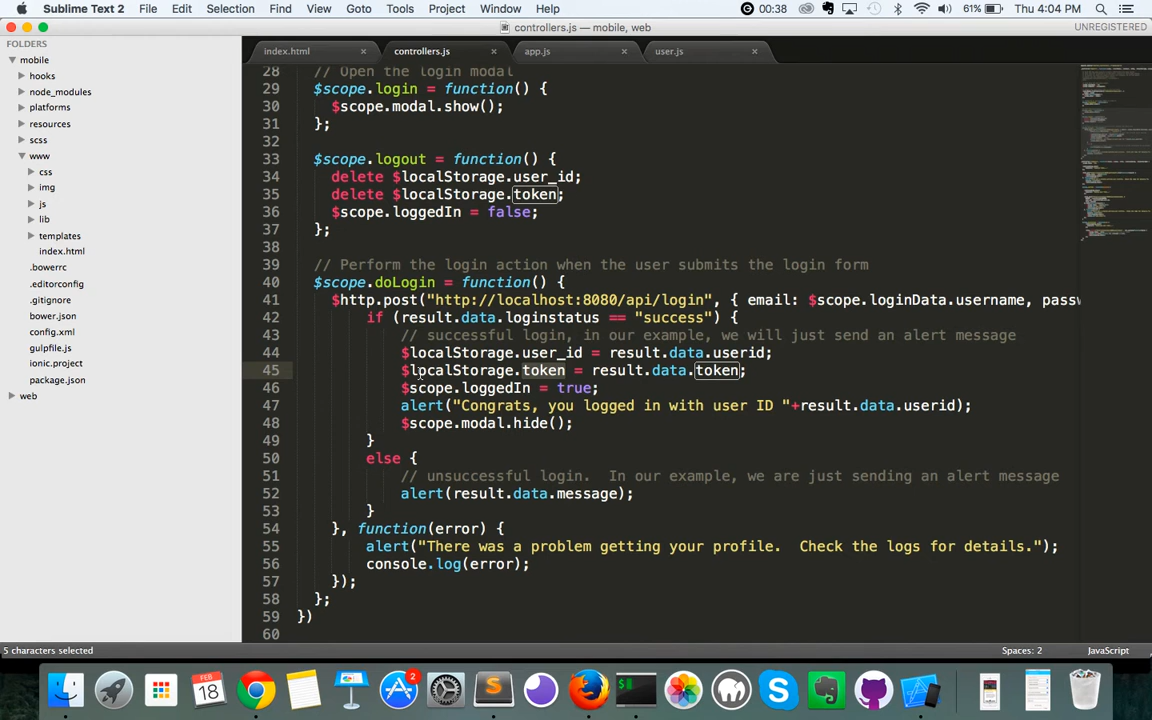 Sublime Text 2 File Edit Selection Find View Goto Tools Project Window Help 00:38 61% Thu 4:04 PM
controllers.js — mobile, web UNREGISTERED
FOLDERS
mobile
hooks
node_modules
platforms
resources
scss
www
css
img
js
lib
templates
index.html
.bowerrc
.editorconfig
.gitignore
bower.json
config.xml
gulpfile.js
ionic.project
package.json
web
index.html controllers.js app.js user.js
28 // Open the login modal
29 $scope.login = function() {
30 $scope.modal.show();
31 };
32
33 $scope.logout = function() {
34 delete $localStorage.user_id;
35 delete $localStorage.token;
36 $scope.loggedIn = false;
37 };
38
39 // Perform the login action when the user submits the login form
40 $scope.doLogin = function() {
41 $http.post("http://localhost:8080/api/login", { email: $scope.loginData.username, passw
42 if (result.data.loginstatus == "success") {
43 // successful login, in our example, we will just send an alert message
44 $localStorage.user_id = result.data.userid;
45 $localStorage.token = result.data.token;
46 $scope.loggedIn = true;
47 alert("Congrats, you logged in with user ID "+result.data.userid);
48 $scope.modal.hide();
49 }
50 else {
51 // unsuccessful login.  In our example, we are just sending an alert message
52 alert(result.data.message);
53 }
54 }, function(error) {
55 alert("There was a problem getting your profile.  Check the logs for details.");
56 console.log(error);
57 });
58 };
59 })
60
5 characters selected Spaces: 2 JavaScript
FEB
18
2